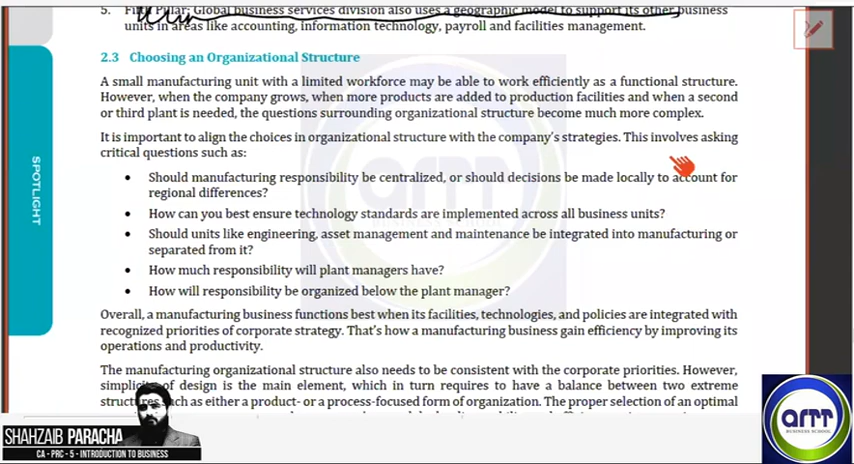 5. Fifth Pillar: Global business services division also uses a geographic model to support its other business
units in areas like accounting, information technology, payroll and facilities management.
2.3 Choosing an Organizational Structure
A small manufacturing unit with a limited workforce may be able to work efficiently as a functional structure.
However, when the company grows, when more products are added to production facilities and when a second
or third plant is needed, the questions surrounding organizational structure become much more complex.
It is important to align the choices in organizational structure with the company's strategies. This involves asking
critical questions such as:
• Should manufacturing responsibility be centralized, or should decisions be made locally to account for
regional differences?
• How can you best ensure technology standards are implemented across all business units?
• Should units like engineering, asset management and maintenance be integrated into manufacturing or
separated from it?
• How much responsibility will plant managers have?
• How will responsibility be organized below the plant manager?
Overall, a manufacturing business functions best when its facilities, technologies, and policies are integrated with
recognized priorities of corporate strategy. That's how a manufacturing business gain efficiency by improving its
operations and productivity.
The manufacturing organizational structure also needs to be consistent with the corporate priorities. However,
simplicity of design is the main element, which in turn requires to have a balance between two extreme
structures such as either a product- or a process-focused form of organization. The proper selection of an optimal
SPOTLIGHT
artt
SHAHZAIB PARACHA
CA - PRC - 5 - INTRODUCTION TO BUSINESS
artt
BUSINESS SCHOOL